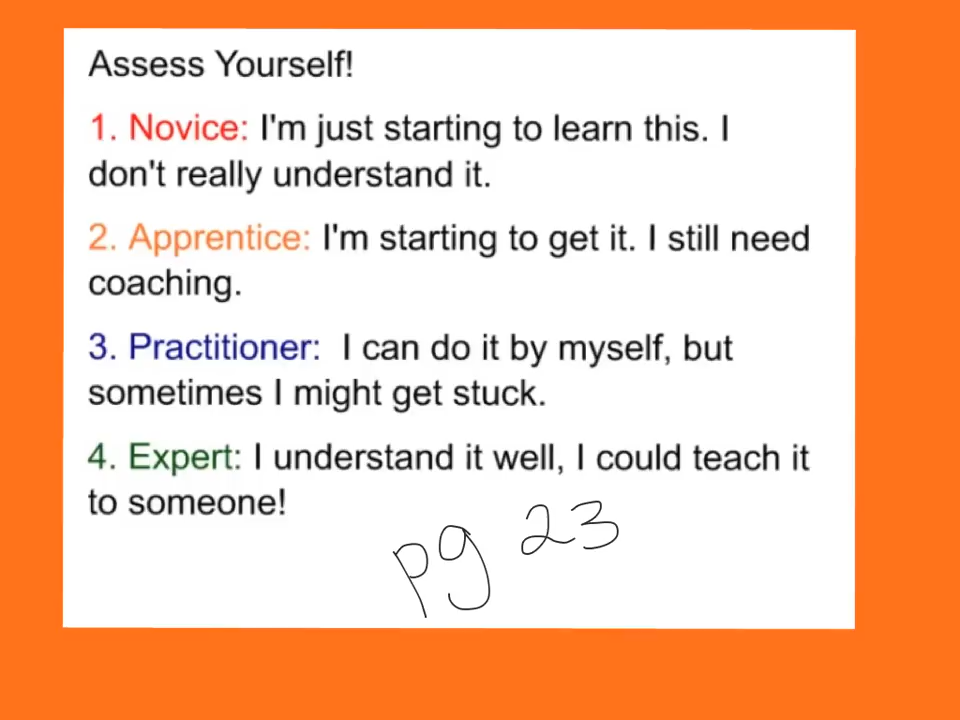 Assess Yourself!
1. Novice: I'm just starting to learn this. I
don't really understand it.
2. Apprentice: I'm starting to get it. I still need
coaching.
3. Practitioner:  I can do it by myself, but
sometimes I might get stuck.
4. Expert: I understand it well, I could teach it
to someone!
pg 23